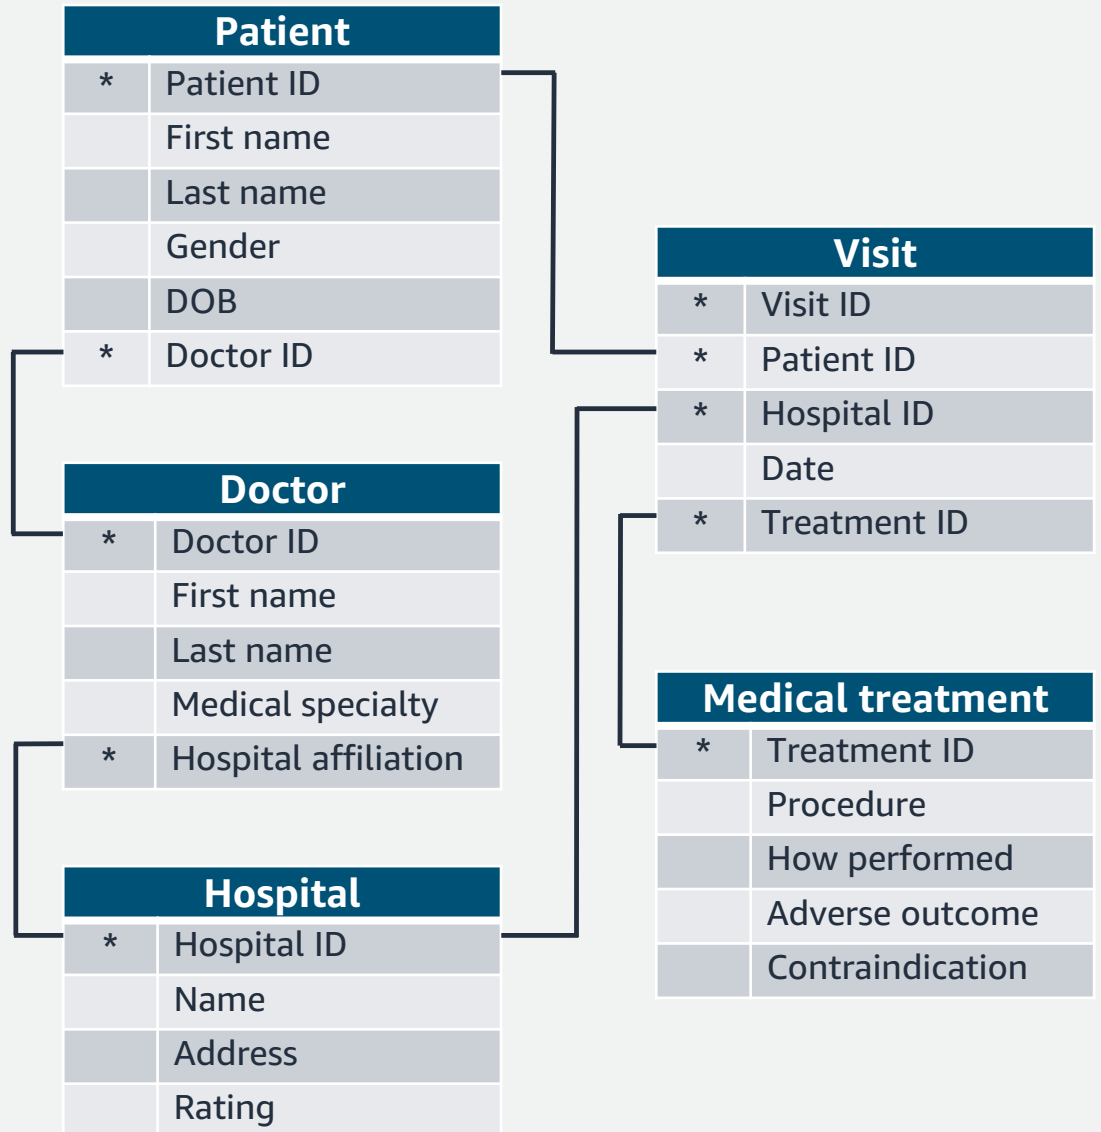 Patient
* Patient ID
First name
Last name
Gender
DOB
* Doctor ID
Doctor
* Doctor ID
First name
Last name
Medical specialty
* Hospital affiliation
Hospital
* Hospital ID
Name
Address
Rating
Visit
* Visit ID
* Patient ID
* Hospital ID
Date
* Treatment ID
Medical treatment
* Treatment ID
Procedure
How performed
Adverse outcome
Contraindication